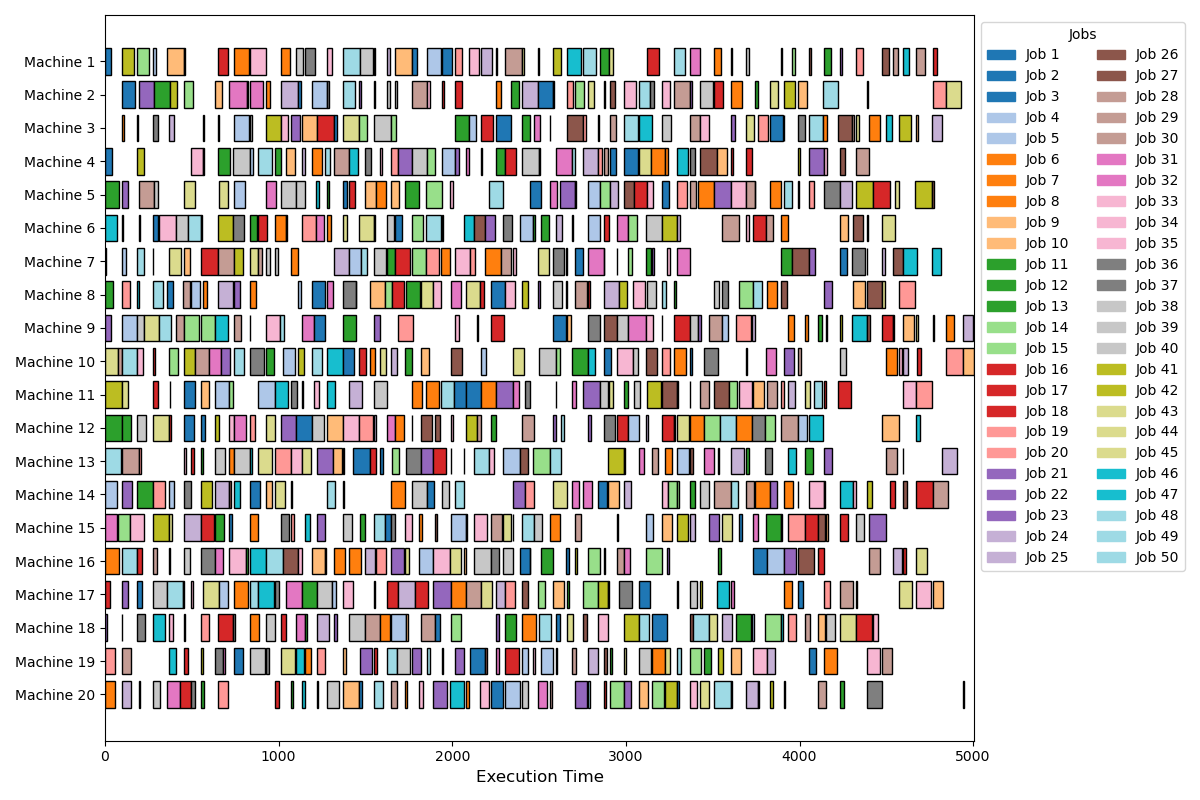 Machine 1
Machine 2
Machine 3
Machine 4
Machine 5
Machine 6
Machine 7
Machine 8
Machine 9
Machine 10
Machine 11
Machine 12
Machine 13
Machine 14
Machine 15
Machine 16
Machine 17
Machine 18
Machine 19
Machine 20
0 1000 2000 3000 4000 5000
Execution Time
Jobs
Job 1
Job 2
Job 3
Job 4
Job 5
Job 6
Job 7
Job 8
Job 9
Job 10
Job 11
Job 12
Job 13
Job 14
Job 15
Job 16
Job 17
Job 18
Job 19
Job 20
Job 21
Job 22
Job 23
Job 24
Job 25
Job 26
Job 27
Job 28
Job 29
Job 30
Job 31
Job 32
Job 33
Job 34
Job 35
Job 36
Job 37
Job 38
Job 39
Job 40
Job 41
Job 42
Job 43
Job 44
Job 45
Job 46
Job 47
Job 48
Job 49
Job 50